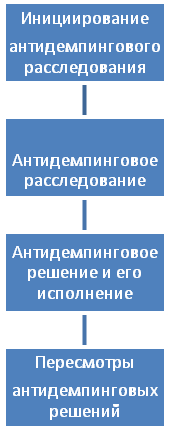 Инициирование
антидемпингового
расследования
Антидемпинговое
расследование
Антидемпинговое
решение и его
исполнение
Пересмотры
антидемпинговых
решений